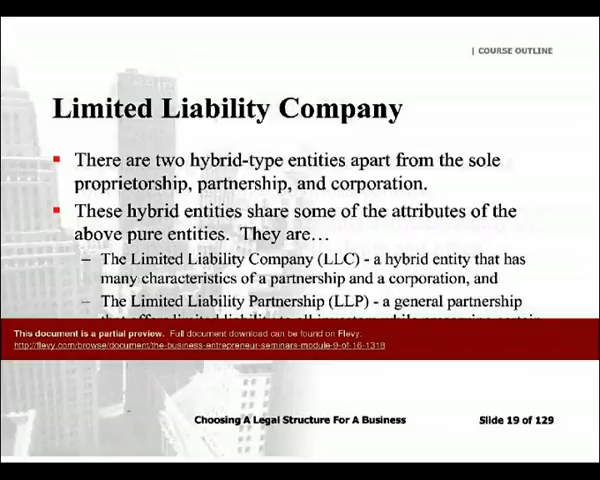 | COURSE OUTLINE
Limited Liability Company
There are two hybrid-type entities apart from the sole
proprietorship, partnership, and corporation.
These hybrid entities share some of the attributes of the
above pure entities. They are…
– The Limited Liability Company (LLC) - a hybrid entity that has
many characteristics of a partnership and a corporation, and
– The Limited Liability Partnership (LLP) - a general partnership
This document is a partial preview. Full document download can be found on Flevy:
http://flevy.com/browse/document/the-business-entrepreneur-seminars-module-9-of-16-1318
Choosing A Legal Structure For A Business
Slide 19 of 129